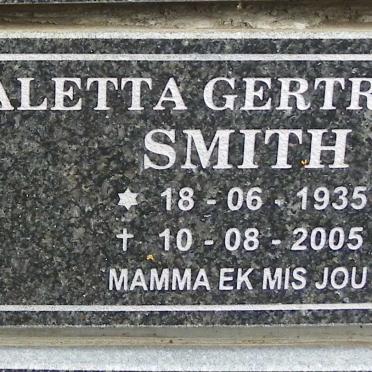 ALETTA GERTR
SMITH
✶ 18 - 06 - 1935
† 10 - 08 - 2005
MAMMA EK MIS JOU